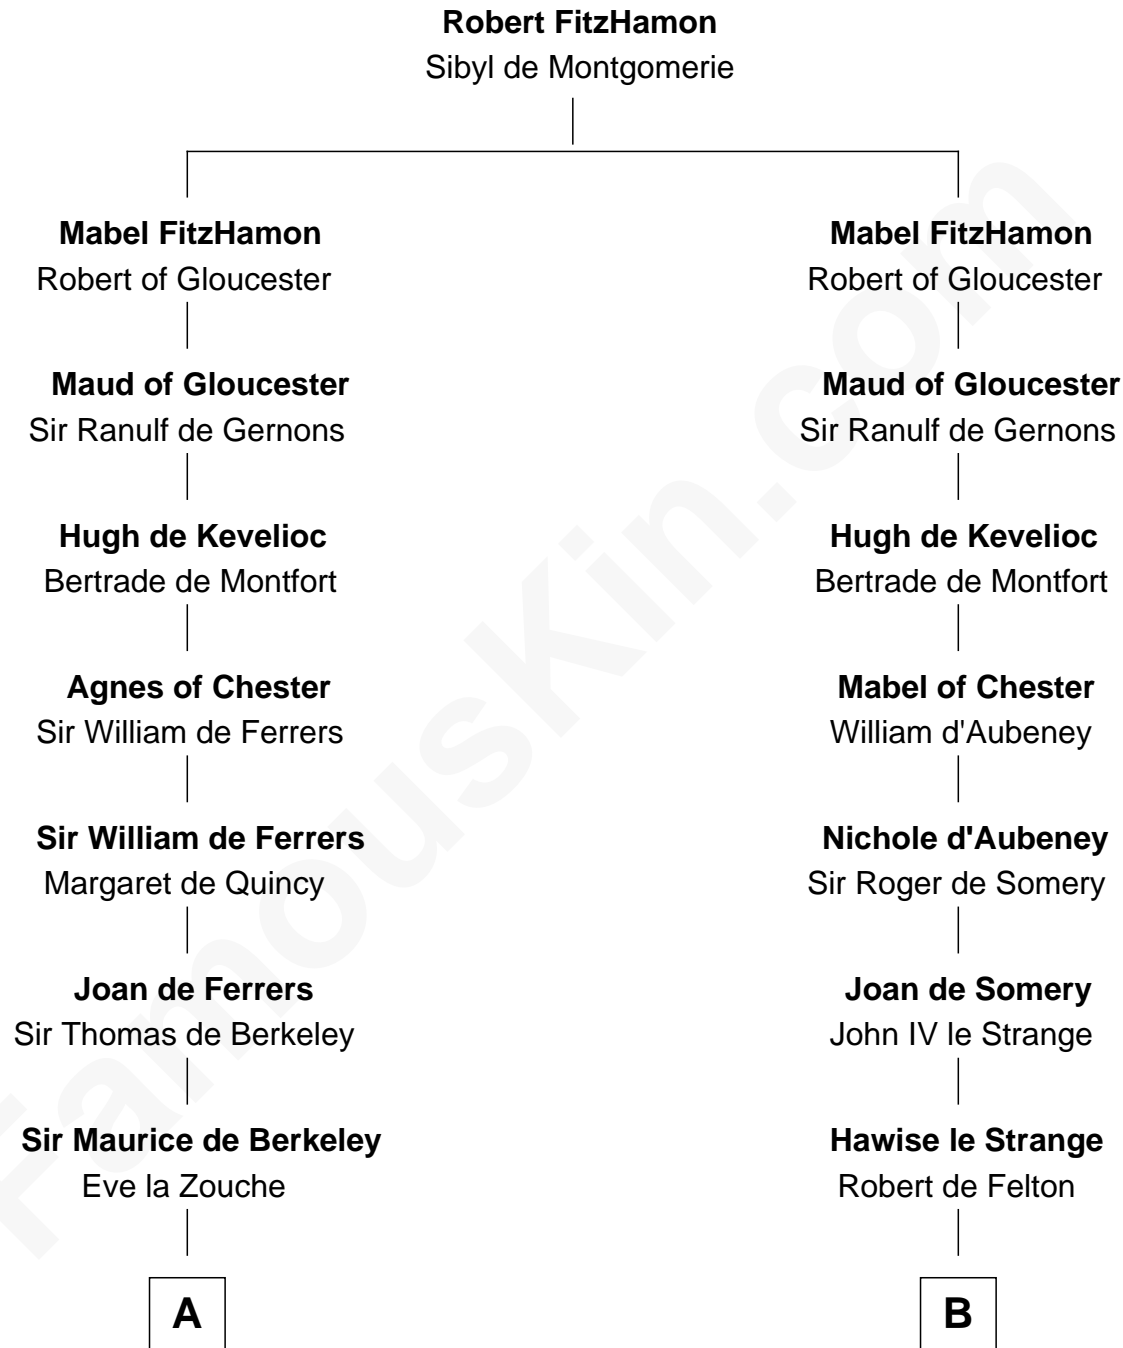 Robert FitzHamon
Sibyl de Montgomerie
Mabel FitzHamon
Robert of Gloucester
Maud of Gloucester
Sir Ranulf de Gernons
Hugh de Kevelioc
Bertrade de Montfort
Agnes of Chester
Sir William de Ferrers
Sir William de Ferrers
Margaret de Quincy
Joan de Ferrers
Sir Thomas de Berkeley
Sir Maurice de Berkeley
Eve la Zouche
A
Mabel FitzHamon
Robert of Gloucester
Maud of Gloucester
Sir Ranulf de Gernons
Hugh de Kevelioc
Bertrade de Montfort
Mabel of Chester
William d'Aubeney
Nichole d'Aubeney
Sir Roger de Somery
Joan de Somery
John IV le Strange
Hawise le Strange
Robert de Felton
B
FamousKin.com